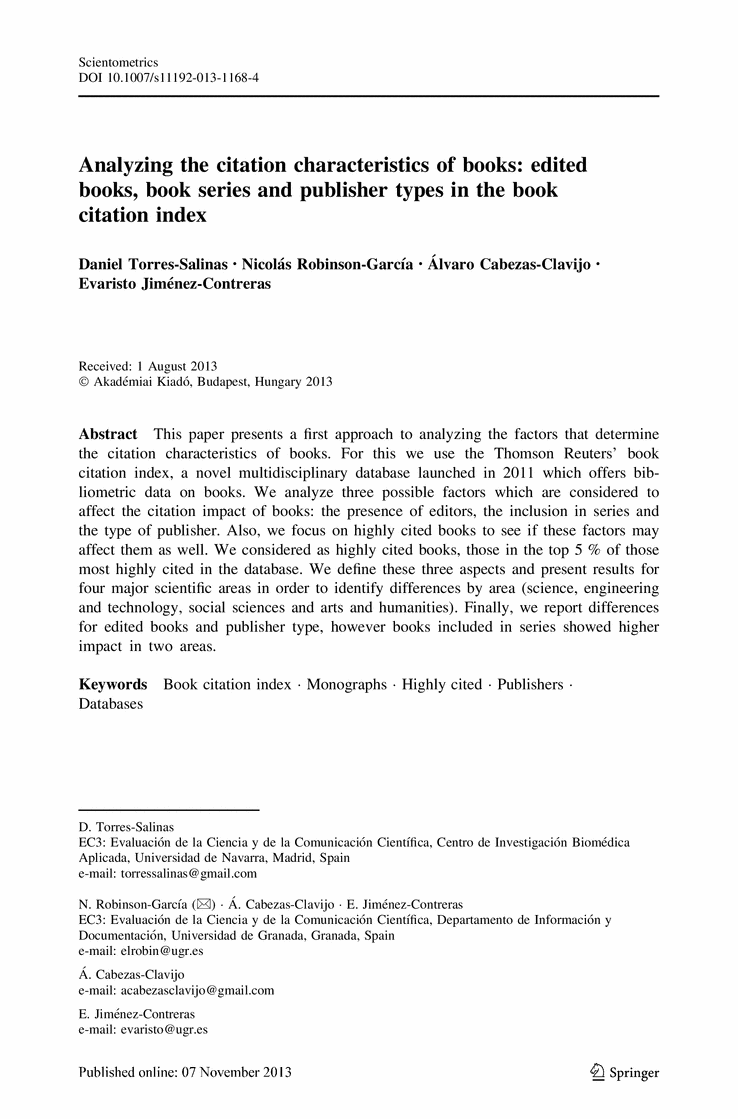 Scientometrics
DOI 10.1007/s11192-013-1168-4
Analyzing the citation characteristics of books: edited
books, book series and publisher types in the book
citation index
Daniel Torres-Salinas · Nicolás Robinson-García · Álvaro Cabezas-Clavijo ·
Evaristo Jiménez-Contreras
Received: 1 August 2013
© Akadémiai Kiadó, Budapest, Hungary 2013
Abstract This paper presents a first approach to analyzing the factors that determine
the citation characteristics of books. For this we use the Thomson Reuters' book
citation index, a novel multidisciplinary database launched in 2011 which offers bib-
liometric data on books. We analyze three possible factors which are considered to
affect the citation impact of books: the presence of editors, the inclusion in series and
the type of publisher. Also, we focus on highly cited books to see if these factors may
affect them as well. We considered as highly cited books, those in the top 5 % of those
most highly cited in the database. We define these three aspects and present results for
four major scientific areas in order to identify differences by area (science, engineering
and technology, social sciences and arts and humanities). Finally, we report differences
for edited books and publisher type, however books included in series showed higher
impact in two areas.
Keywords Book citation index · Monographs · Highly cited · Publishers ·
Databases
D. Torres-Salinas
EC3: Evaluación de la Ciencia y de la Comunicación Científica, Centro de Investigación Biomédica
Aplicada, Universidad de Navarra, Madrid, Spain
e-mail: torressalinas@gmail.com
N. Robinson-García (✉) · Á. Cabezas-Clavijo · E. Jiménez-Contreras
EC3: Evaluación de la Ciencia y de la Comunicación Científica, Departamento de Información y
Documentación, Universidad de Granada, Granada, Spain
e-mail: elrobin@ugr.es
Á. Cabezas-Clavijo
e-mail: acabezasclavijo@gmail.com
E. Jiménez-Contreras
e-mail: evaristo@ugr.es
Published online: 07 November 2013
Springer